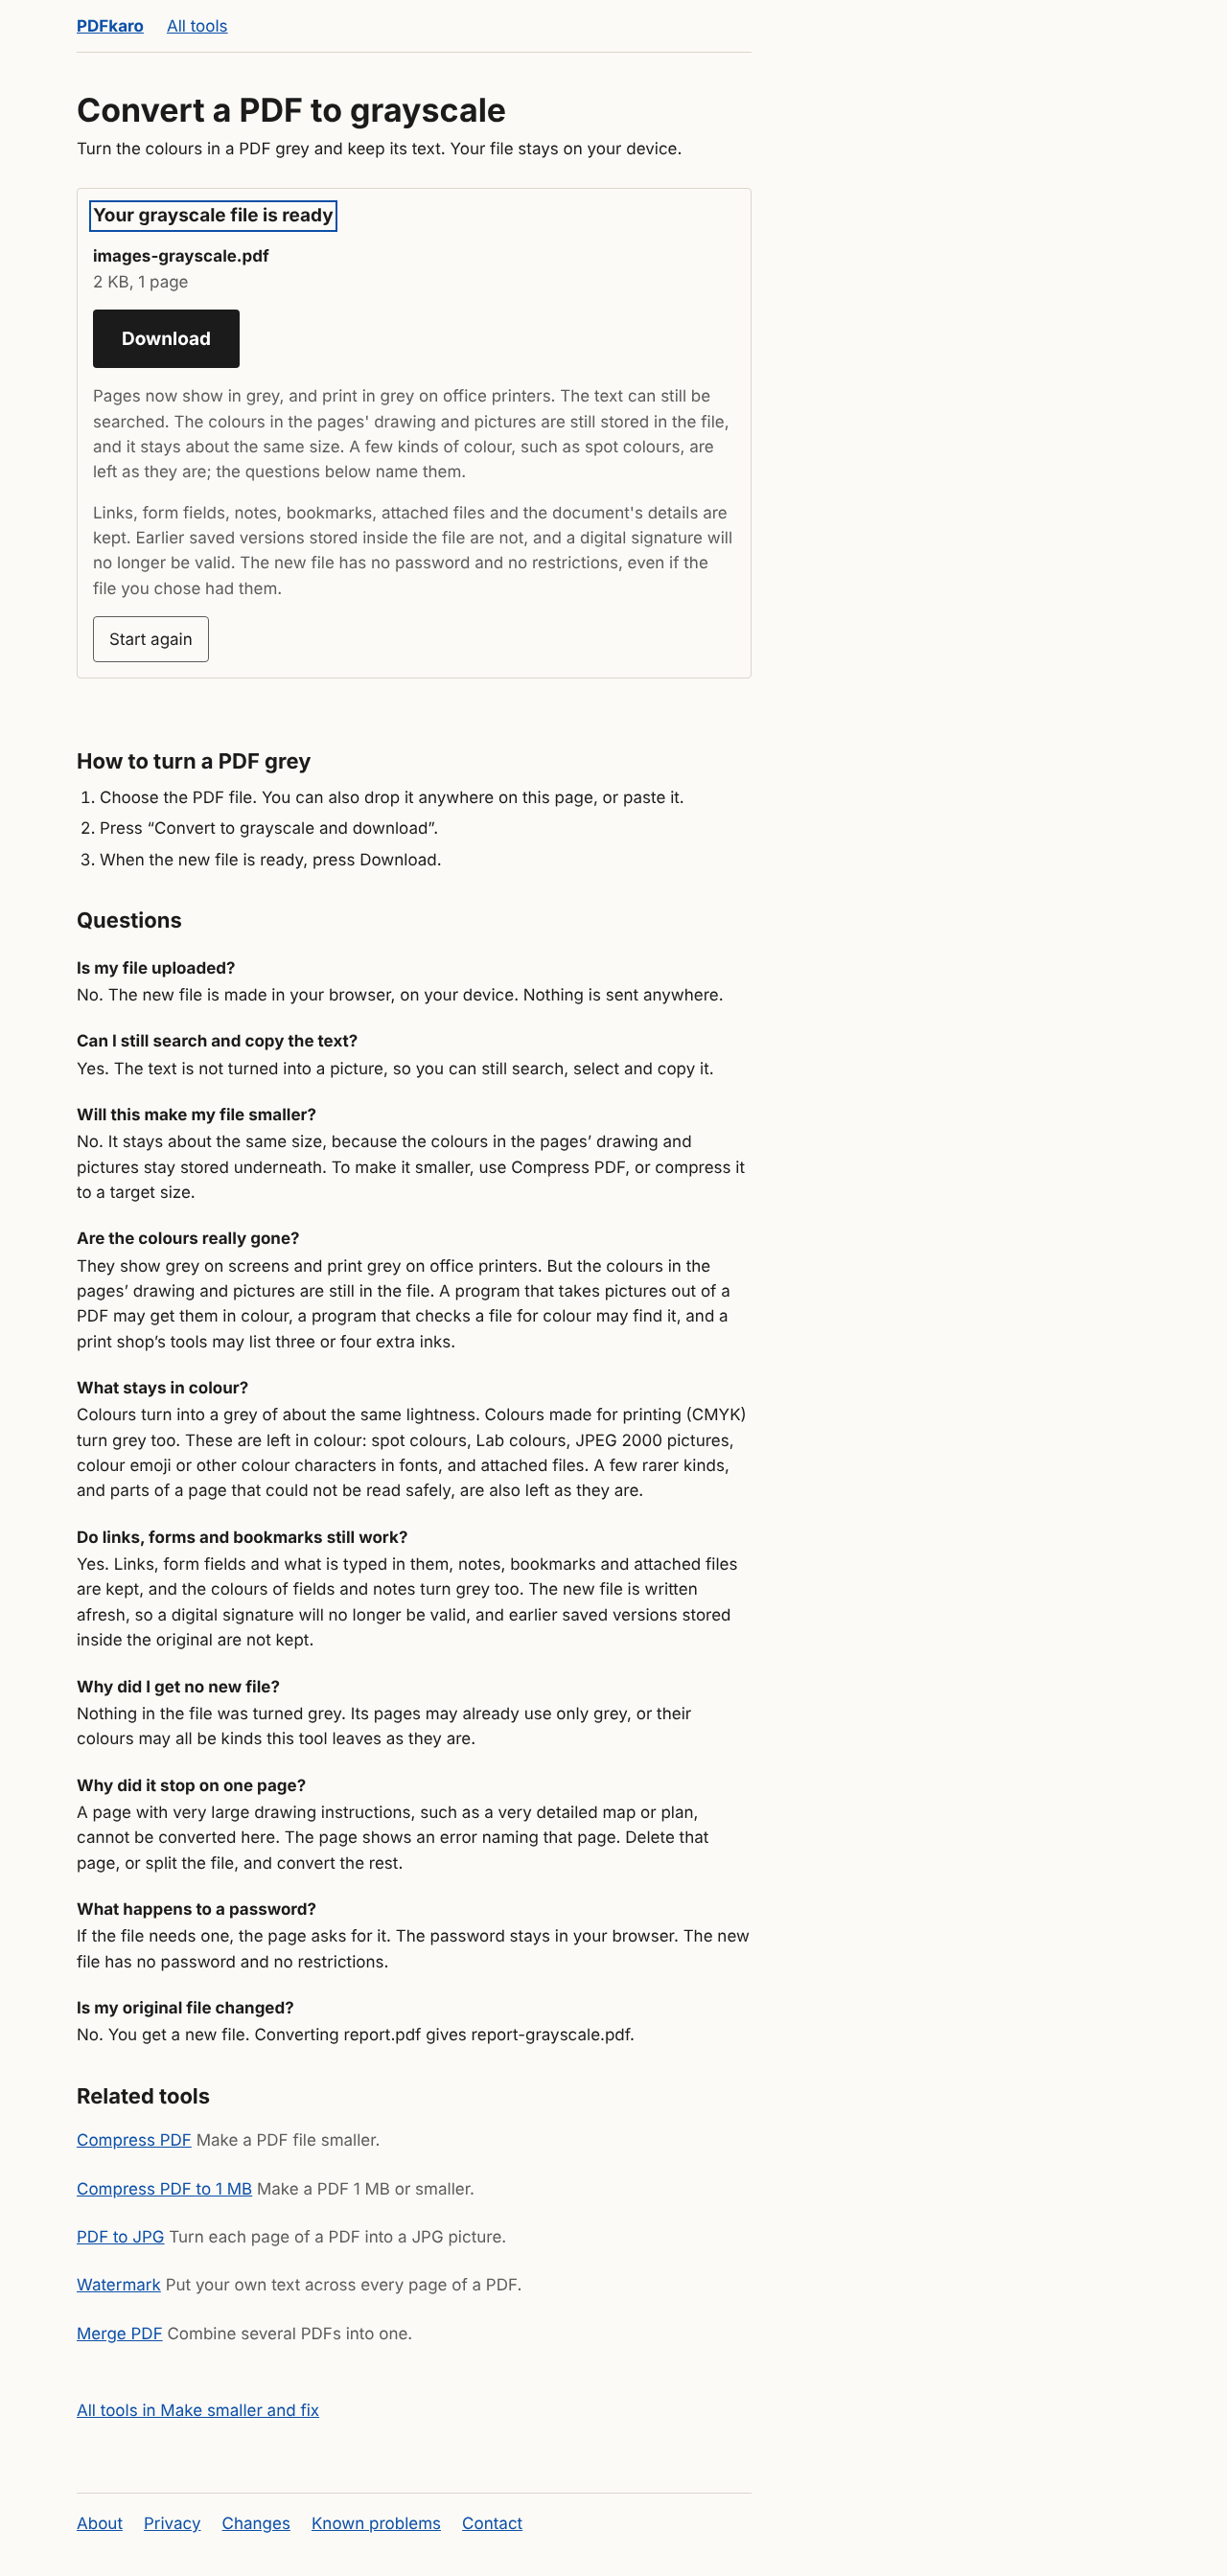 PDFkaro All tools
Convert a PDF to grayscale
Turn the colours in a PDF grey and keep its text. Your file stays on your device.
Your grayscale file is ready
images-grayscale.pdf
2 KB, 1 page
Download
Pages now show in grey, and print in grey on office printers. The text can still be
searched. The colours in the pages' drawing and pictures are still stored in the file,
and it stays about the same size. A few kinds of colour, such as spot colours, are
left as they are; the questions below name them.
Links, form fields, notes, bookmarks, attached files and the document's details are
kept. Earlier saved versions stored inside the file are not, and a digital signature will
no longer be valid. The new file has no password and no restrictions, even if the
file you chose had them.
Start again
How to turn a PDF grey
1. Choose the PDF file. You can also drop it anywhere on this page, or paste it.
2. Press “Convert to grayscale and download”.
3. When the new file is ready, press Download.
Questions
Is my file uploaded?
No. The new file is made in your browser, on your device. Nothing is sent anywhere.
Can I still search and copy the text?
Yes. The text is not turned into a picture, so you can still search, select and copy it.
Will this make my file smaller?
No. It stays about the same size, because the colours in the pages’ drawing and
pictures stay stored underneath. To make it smaller, use Compress PDF, or compress it
to a target size.
Are the colours really gone?
They show grey on screens and print grey on office printers. But the colours in the
pages’ drawing and pictures are still in the file. A program that takes pictures out of a
PDF may get them in colour, a program that checks a file for colour may find it, and a
print shop’s tools may list three or four extra inks.
What stays in colour?
Colours turn into a grey of about the same lightness. Colours made for printing (CMYK)
turn grey too. These are left in colour: spot colours, Lab colours, JPEG 2000 pictures,
colour emoji or other colour characters in fonts, and attached files. A few rarer kinds,
and parts of a page that could not be read safely, are also left as they are.
Do links, forms and bookmarks still work?
Yes. Links, form fields and what is typed in them, notes, bookmarks and attached files
are kept, and the colours of fields and notes turn grey too. The new file is written
afresh, so a digital signature will no longer be valid, and earlier saved versions stored
inside the original are not kept.
Why did I get no new file?
Nothing in the file was turned grey. Its pages may already use only grey, or their
colours may all be kinds this tool leaves as they are.
Why did it stop on one page?
A page with very large drawing instructions, such as a very detailed map or plan,
cannot be converted here. The page shows an error naming that page. Delete that
page, or split the file, and convert the rest.
What happens to a password?
If the file needs one, the page asks for it. The password stays in your browser. The new
file has no password and no restrictions.
Is my original file changed?
No. You get a new file. Converting report.pdf gives report-grayscale.pdf.
Related tools
Compress PDF Make a PDF file smaller.
Compress PDF to 1 MB Make a PDF 1 MB or smaller.
PDF to JPG Turn each page of a PDF into a JPG picture.
Watermark Put your own text across every page of a PDF.
Merge PDF Combine several PDFs into one.
All tools in Make smaller and fix
About Privacy Changes Known problems Contact